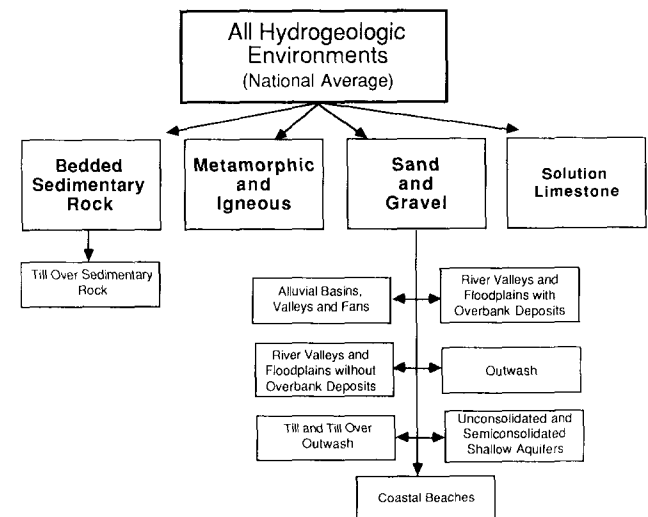 All Hydrogeologic
Environments
(National Average)
Bedded
Sedimentary
Rock
Metamorphic
and
Igneous
Sand
and
Gravel
Solution
Limestone
Till Over Sedimentary
Rock
Alluvial Basins,
Valleys and Fans
River Valleys and
Floodplains with
Overbank Deposits
River Valleys and
Floodplains without
Overbank Deposits
Outwash
Till and Till Over
Outwash
Unconsolidated and
Semiconsolidated
Shallow Aquifers
Coastal Beaches